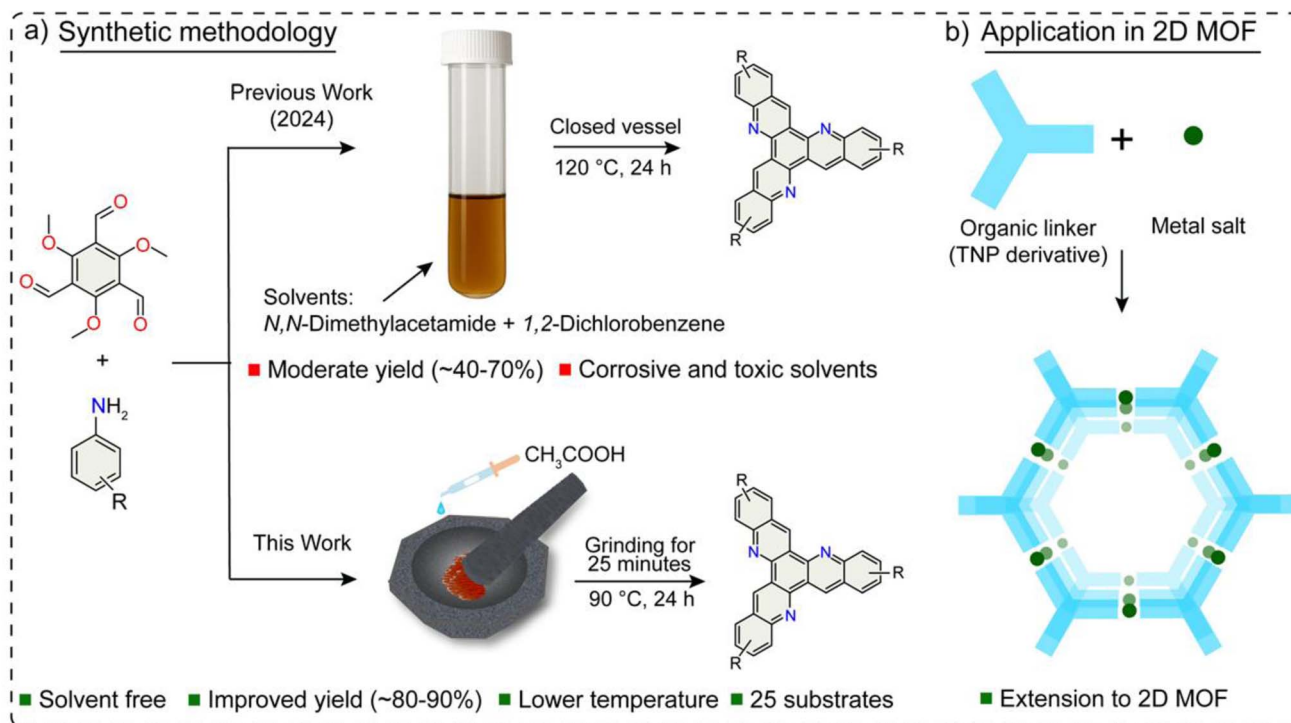 a) Synthetic methodology
Previous Work
(2024)
Closed vessel
120 °C, 24 h
R
N
N
N
R
R
O
O
O
O
O
O
+
NH₂
R
Solvents:
N,N-Dimethylacetamide + 1,2-Dichlorobenzene
Moderate yield (~40-70%)
Corrosive and toxic solvents
This Work
CH₃COOH
Grinding for
25 minutes
90 °C, 24 h
R
N
N
N
R
R
Solvent free
Improved yield (~80-90%)
Lower temperature
25 substrates
b) Application in 2D MOF
+
Organic linker
(TNP derivative)
Metal salt
Extension to 2D MOF